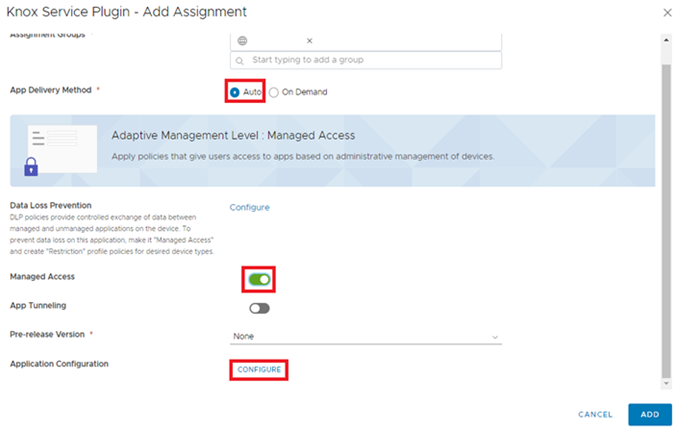 Knox Service Plugin - Add Assignment
Assignment Groups *
Start typing to add a group
App Delivery Method *
Auto
On Demand
Adaptive Management Level : Managed Access
Apply policies that give users access to apps based on administrative management of devices.
Data Loss Prevention
Configure
DLP policies provide controlled exchange of data between
managed and unmanaged applications on the device. To
prevent data loss on this application, make it "Managed Access"
and create "Restriction" profile policies for desired device types.
Managed Access
App Tunneling
Pre-release Version *
None
Application Configuration
CONFIGURE
CANCEL
ADD